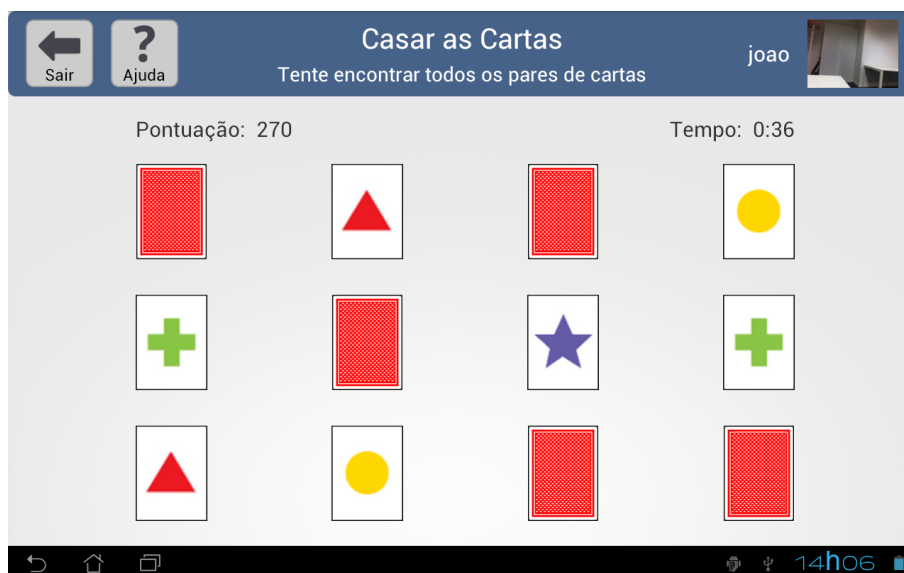 Sair
?
Ajuda
Casar as Cartas
Tente encontrar todos os pares de cartas
joao
Pontuação: 270
Tempo: 0:36
14h06